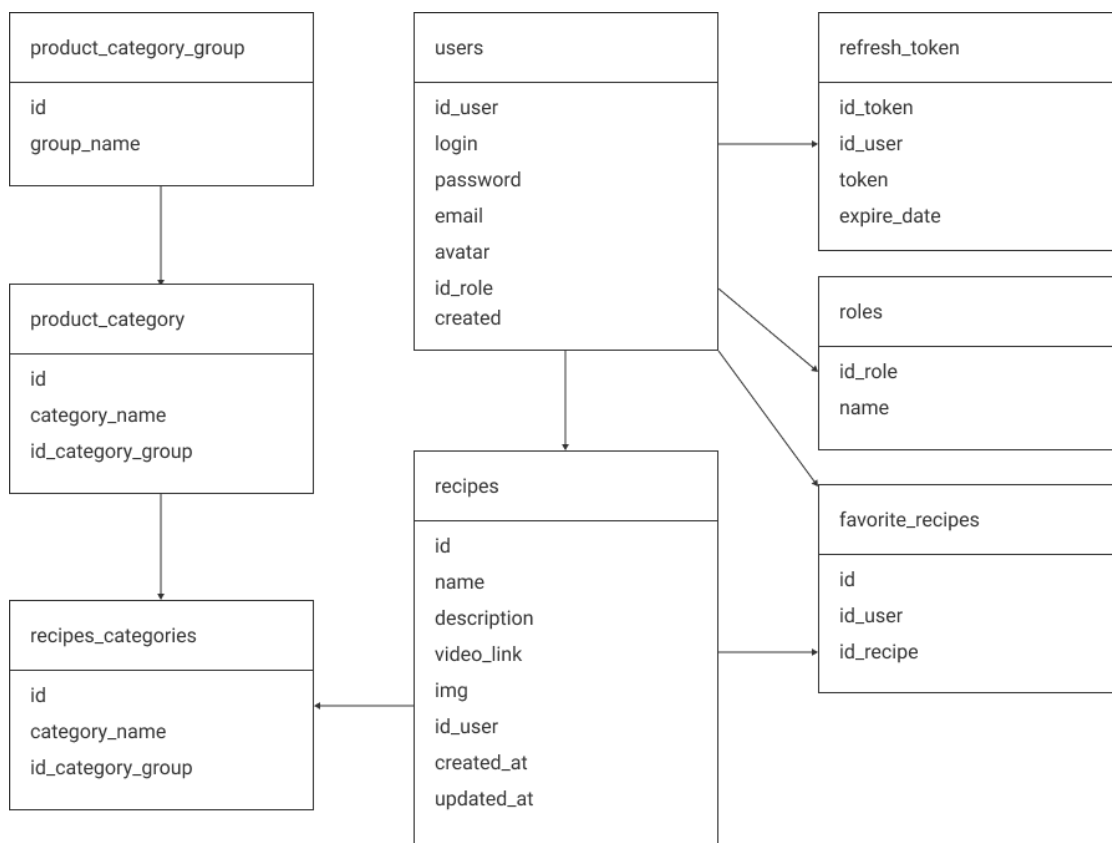 product_category_group
id
group_name
product_category
id
category_name
id_category_group
recipes_categories
id
category_name
id_category_group
users
id_user
login
password
email
avatar
id_role
created
recipes
id
name
description
video_link
img
id_user
created_at
updated_at
refresh_token
id_token
id_user
token
expire_date
roles
id_role
name
favorite_recipes
id
id_user
id_recipe